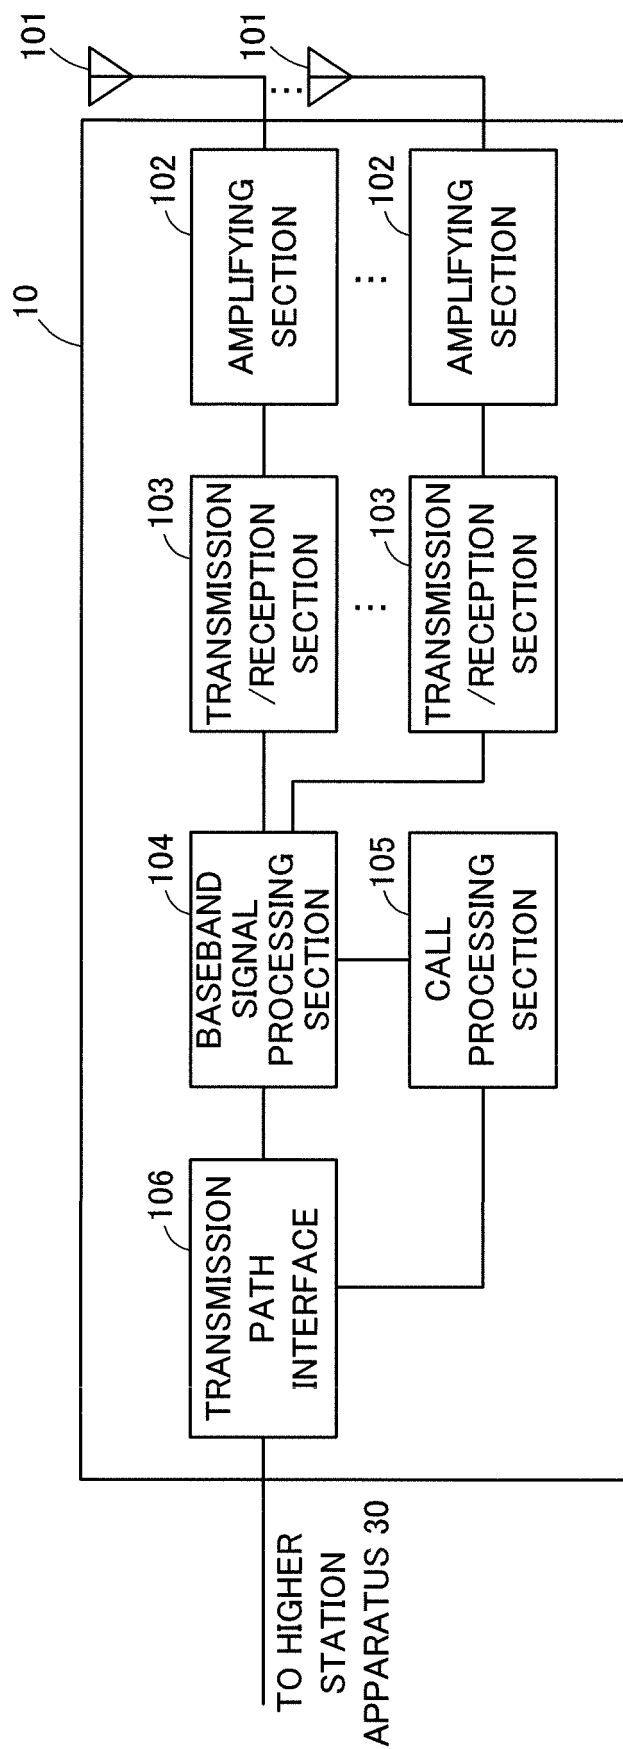 10
101
101
102
AMPLIFYING
SECTION
103
TRANSMISSION
/RECEPTION
SECTION
104
BASEBAND
SIGNAL
PROCESSING
SECTION
106
TRANSMISSION
PATH
INTERFACE
...
...
...
102
AMPLIFYING
SECTION
103
TRANSMISSION
/RECEPTION
SECTION
105
CALL
PROCESSING
SECTION
TO HIGHER
STATION
APPARATUS 30